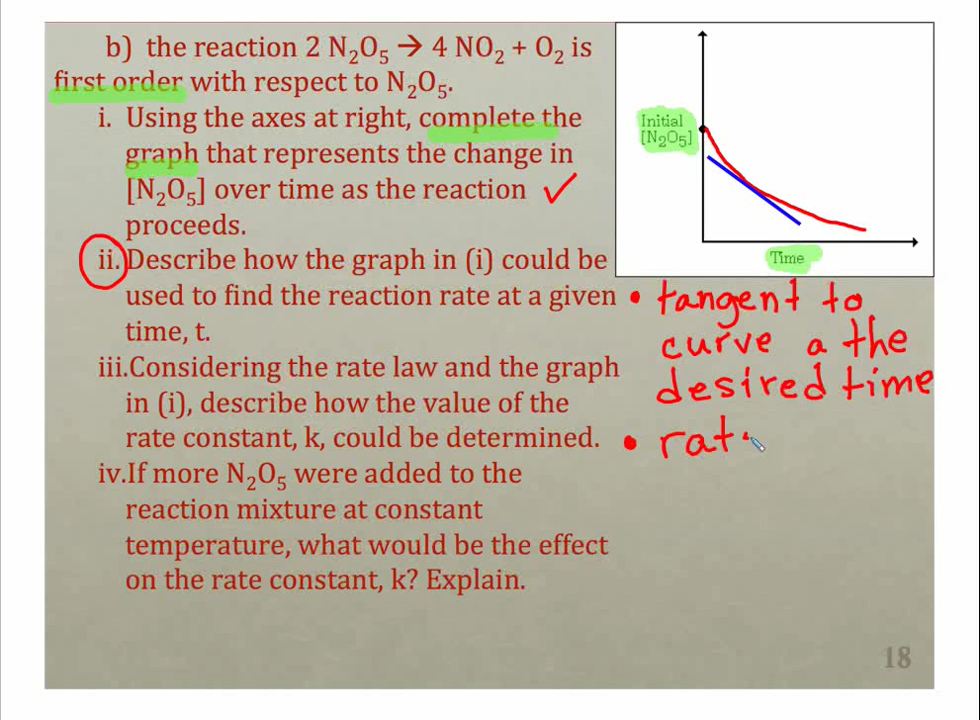 b) the reaction 2 N₂O₅ → 4 NO₂ + O₂ is
first order with respect to N₂O₅.
i. Using the axes at right, complete the
graph that represents the change in
[N₂O₅] over time as the reaction ✓
proceeds.
ii. Describe how the graph in (i) could be
used to find the reaction rate at a given
time, t.
iii.Considering the rate law and the graph
in (i), describe how the value of the
rate constant, k, could be determined.
iv.If more N₂O₅ were added to the
reaction mixture at constant
temperature, what would be the effect
on the rate constant, k? Explain.
Initial
[N₂O₅]
Time
• tangent to
curve a the
desired time
• rat
18